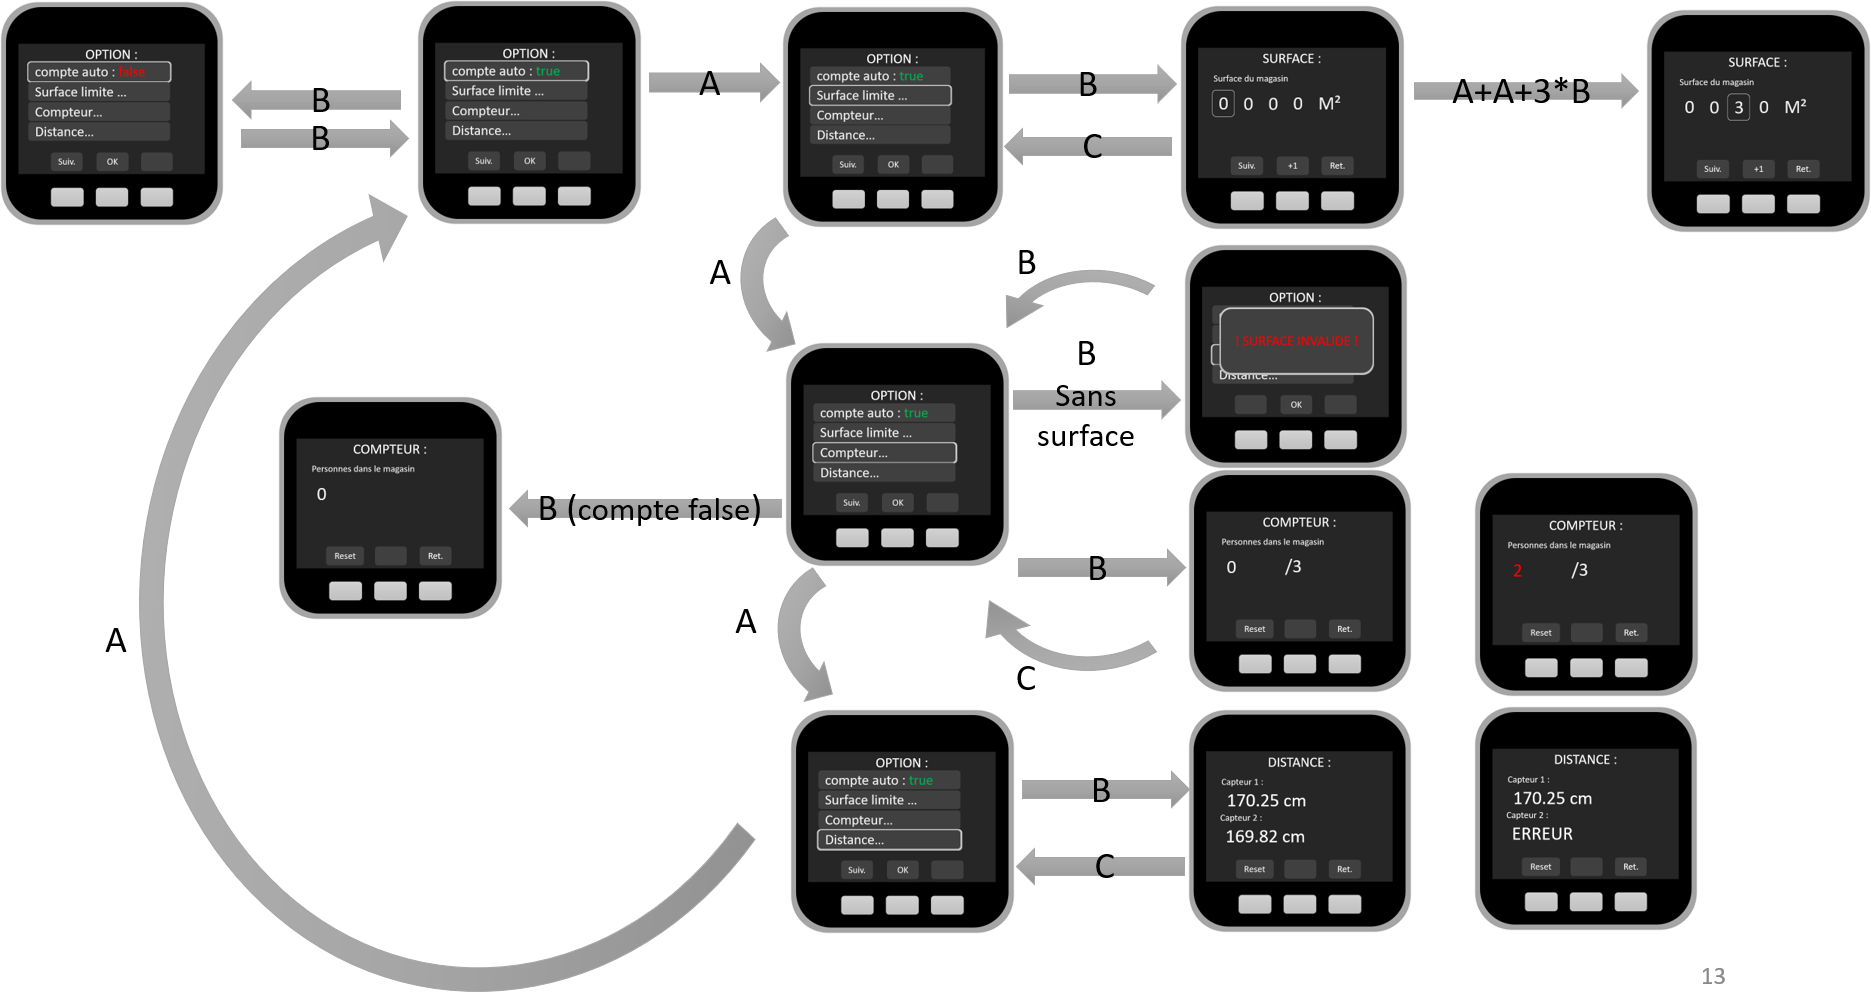 OPTION :
compte auto : false
Surface limite ...
Compteur...
Distance...
Suiv. OK
B
B
OPTION :
compte auto : true
Surface limite ...
Compteur...
Distance...
Suiv. OK
A
OPTION :
compte auto : true
Surface limite ...
Compteur...
Distance...
Suiv. OK
B
C
SURFACE :
Surface du magasin
0 0 0 0 M²
Suiv. +1 Ret.
A+A+3*B
SURFACE :
Surface du magasin
0 0 3 0 M²
Suiv. +1 Ret.
A
B
OPTION :
! SURFACE INVALIDE !
Distance...
OK
B
Sans
surface
OPTION :
compte auto : true
Surface limite ...
Compteur...
Distance...
Suiv. OK
B (compte false)
COMPTEUR :
Personnes dans le magasin
0
Reset Ret.
B
C
COMPTEUR :
Personnes dans le magasin
0 /3
Reset Ret.
COMPTEUR :
Personnes dans le magasin
2 /3
Reset Ret.
A
A
OPTION :
compte auto : true
Surface limite ...
Compteur...
Distance...
Suiv. OK
B
C
DISTANCE :
Capteur 1 :
170.25 cm
Capteur 2 :
169.82 cm
Reset Ret.
DISTANCE :
Capteur 1 :
170.25 cm
Capteur 2 :
ERREUR
Reset Ret.
13